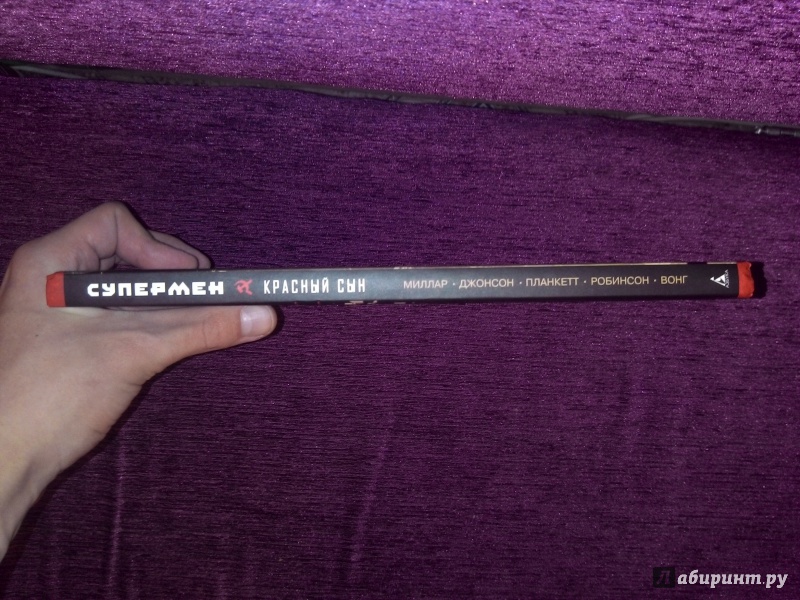 СУПЕРМЕН КРАСНЫЙ СЫН МИЛЛАР · ДЖОНСОН · ПЛАНКЕТТ · РОБИНСОН · ВОНГ
Лабиринт.ру